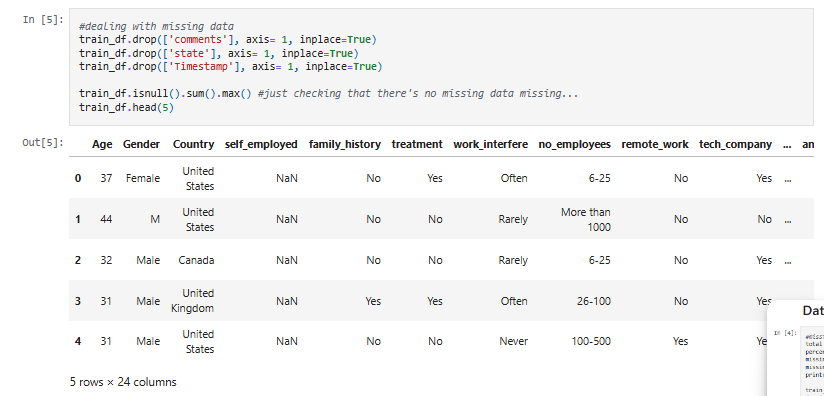 In [5]:
#dealing with missing data
train_df.drop(['comments'], axis= 1, inplace=True)
train_df.drop(['state'], axis= 1, inplace=True)
train_df.drop(['Timestamp'], axis= 1, inplace=True)
train_df.isnull().sum().max() #just checking that there's no missing data missing...
train_df.head(5)
Out[5]:
Age Gender Country self_employed family_history treatment work_interfere no_employees remote_work tech_company ... an
0 37 Female United States NaN No Yes Often 6-25 No Yes ...
1 44 M United States NaN No No Rarely More than 1000 No No ...
2 32 Male Canada NaN No No Rarely 6-25 No Yes ...
3 31 Male United Kingdom NaN Yes Yes Often 26-100 No Yes
4 31 Male United States NaN No No Never 100-500 Yes Ye
5 rows × 24 columns
Dat
In [4]:
total
print
train